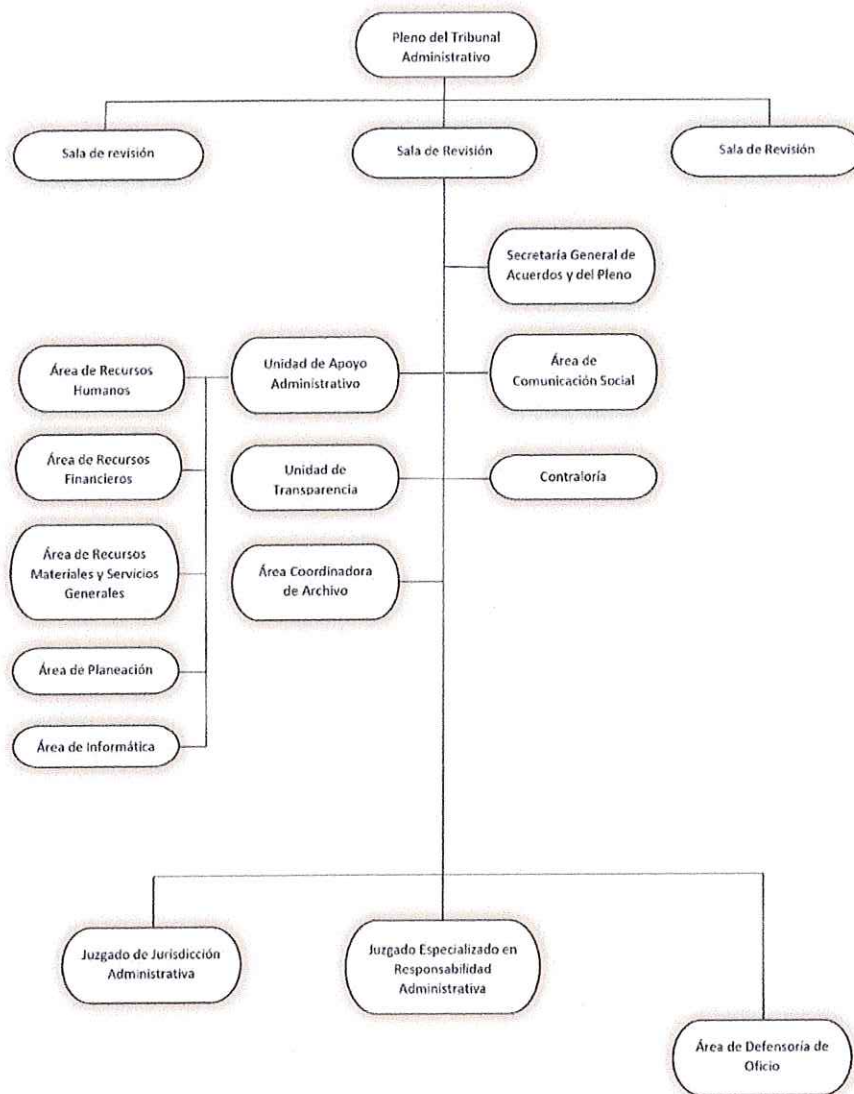 Pleno del Tribunal
Administrativo
Sala de revisión
Sala de Revisión
Sala de Revisión
Secretaría General de
Acuerdos y del Pleno
Área de Recursos
Humanos
Unidad de Apoyo
Administrativo
Área de
Comunicación Social
Área de Recursos
Financieros
Unidad de
Transparencia
Contraloría
Área de Recursos
Materiales y Servicios
Generales
Área Coordinadora
de Archivo
Área de Planeación
Área de Informática
Juzgado de Jurisdicción
Administrativa
Juzgado Especializado en
Responsabilidad
Administrativa
Área de Defensoría de
Oficio